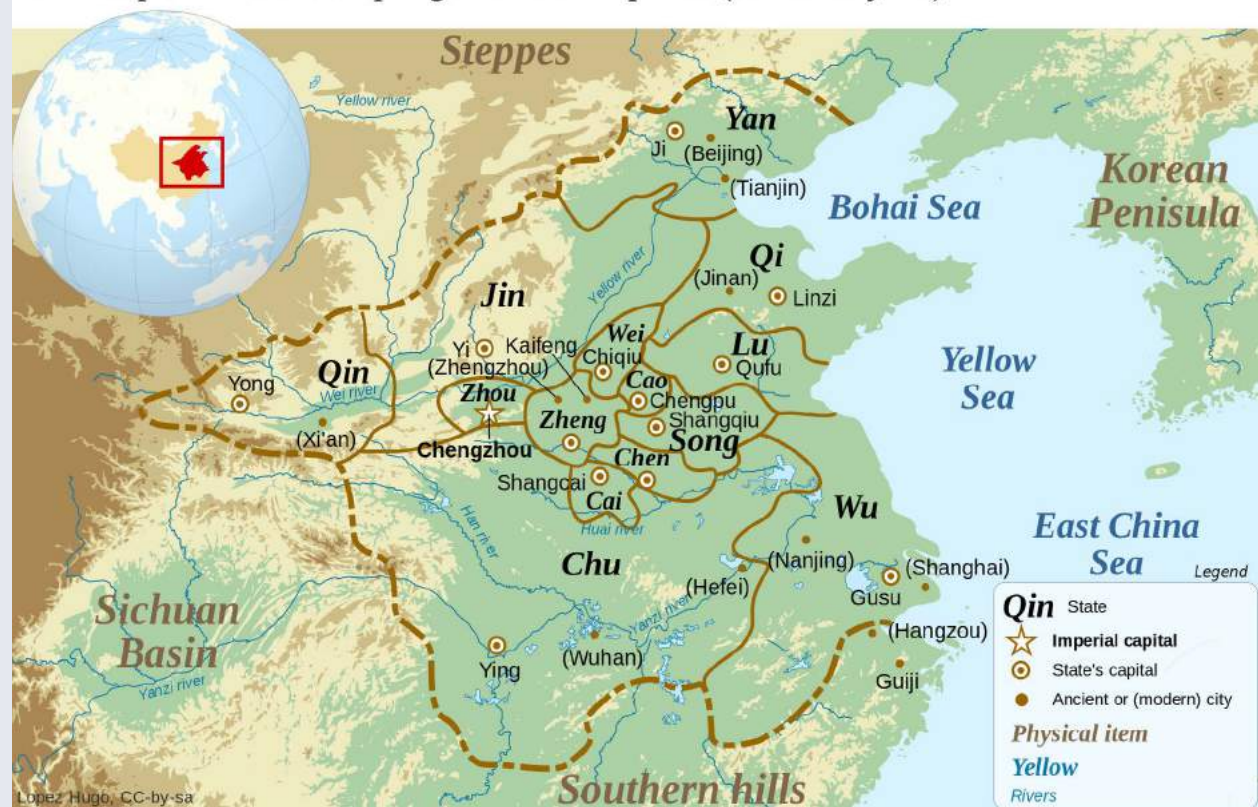 Steppes
Yellow river
Yan
Ji
(Beijing)
(Tianjin)
Korean
Penisula
Bohai Sea
Qi
(Jinan)
Linzi
Yellow river
Jin
Wei
Lu
Yi
Kaifeng
(Zhengzhou)
Chiqiu
Qufu
Yellow
Sea
Yong
Qin
Wei river
Zhou
Cao
Chengpu
Zheng
Shangqiu
Song
(Xi'an)
Chengzhou
Chen
Shangcai
Cai
Huai river
Han river
Wu
East China
Sea
Chu
(Nanjing)
(Hefei)
(Shanghai)
Gusu
Sichuan
Basin
Yanzi river
Yanzi river
Ying
(Wuhan)
(Hangzou)
Guiji
Southern hills
Legend
Qin State
Imperial capital
State's capital
Ancient or (modern) city
Physical item
Yellow
Rivers
Lopez Hugo, CC-by-sa